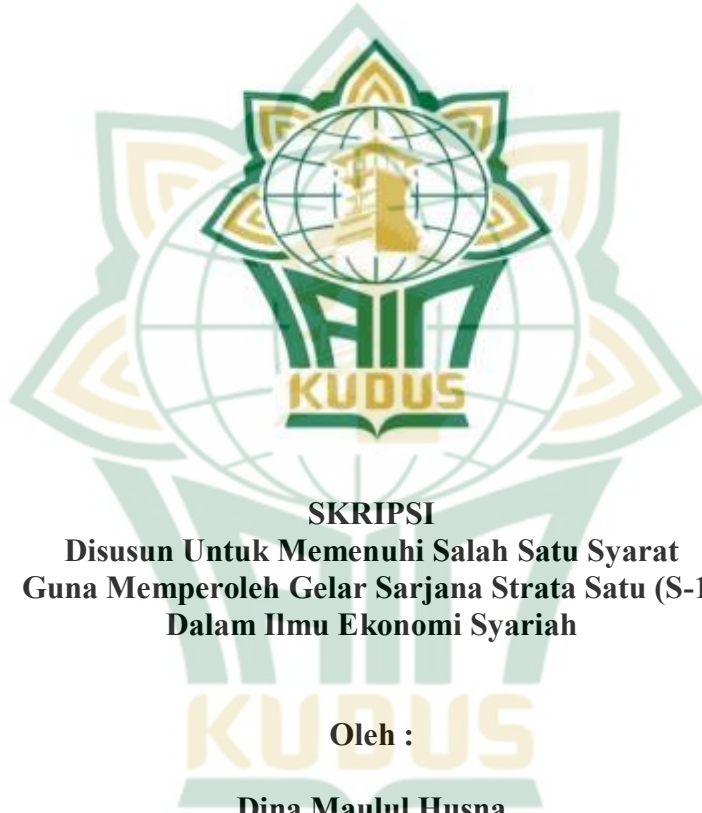 IAIN
KUDUS
SKRIPSI
Disusun Untuk Memenuhi Salah Satu Syarat
Guna Memperoleh Gelar Sarjana Strata Satu (S-1
Dalam Ilmu Ekonomi Syariah
KUDUS
Oleh :
Dina Maulul Husna